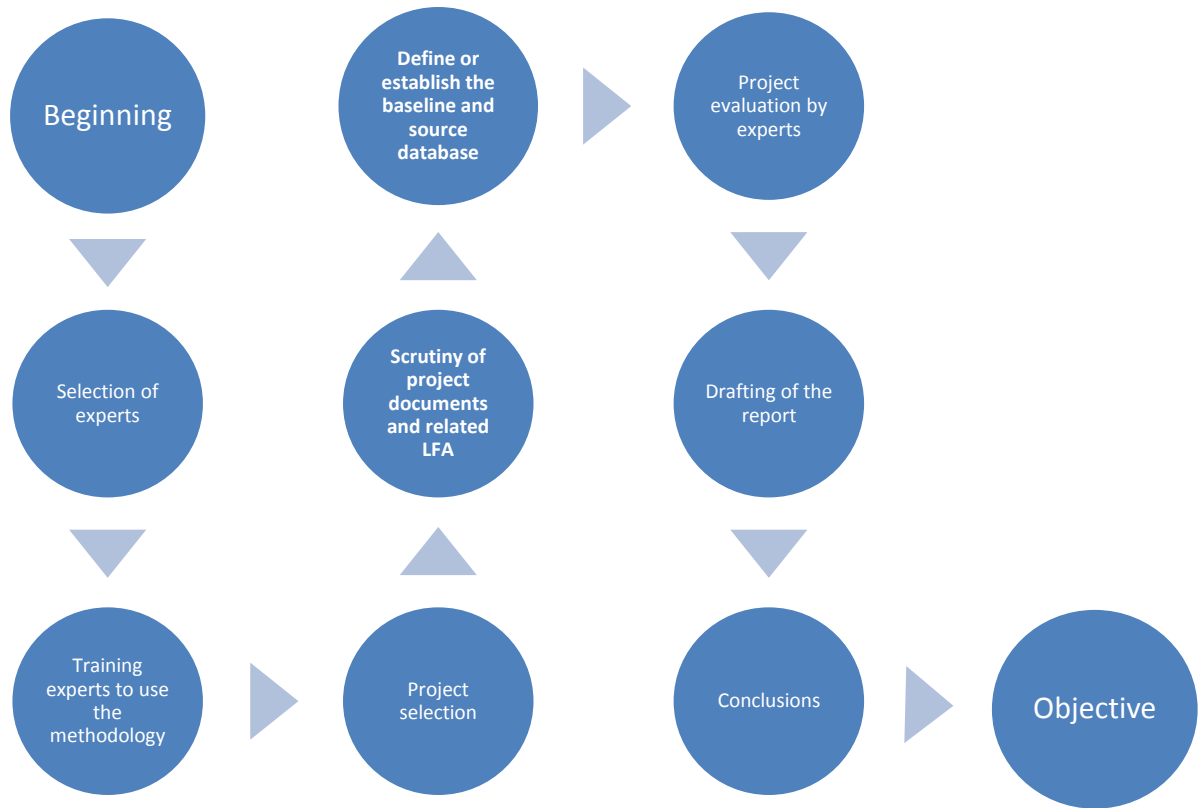 Beginning
Selection of
experts
Training
experts to use
the
methodology
Project
selection
Scrutiny of
project
documents
and related
LFA
Define or
establish the
baseline and
source
database
Project
evaluation by
experts
Drafting of the
report
Conclusions
Objective